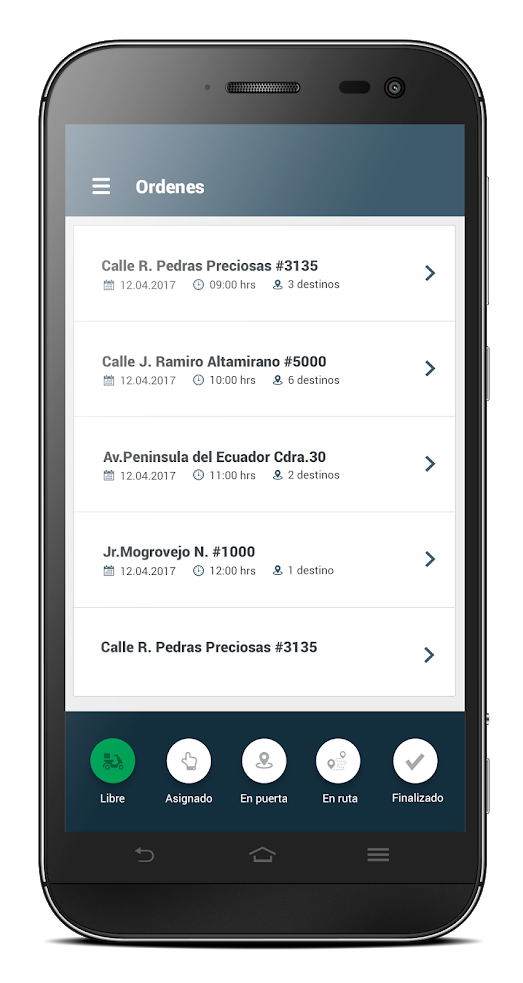 Ordenes
Calle R. Pedras Preciosas #3135
12.04.2017 09:00 hrs 3 destinos
Calle J. Ramiro Altamirano #5000
12.04.2017 10:00 hrs 6 destinos
Av.Peninsula del Ecuador Cdra.30
12.04.2017 11:00 hrs 2 destinos
Jr.Mogrovejo N. #1000
12.04.2017 12:00 hrs 1 destino
Calle R. Pedras Preciosas #3135
Libre Asignado En puerta En ruta Finalizado